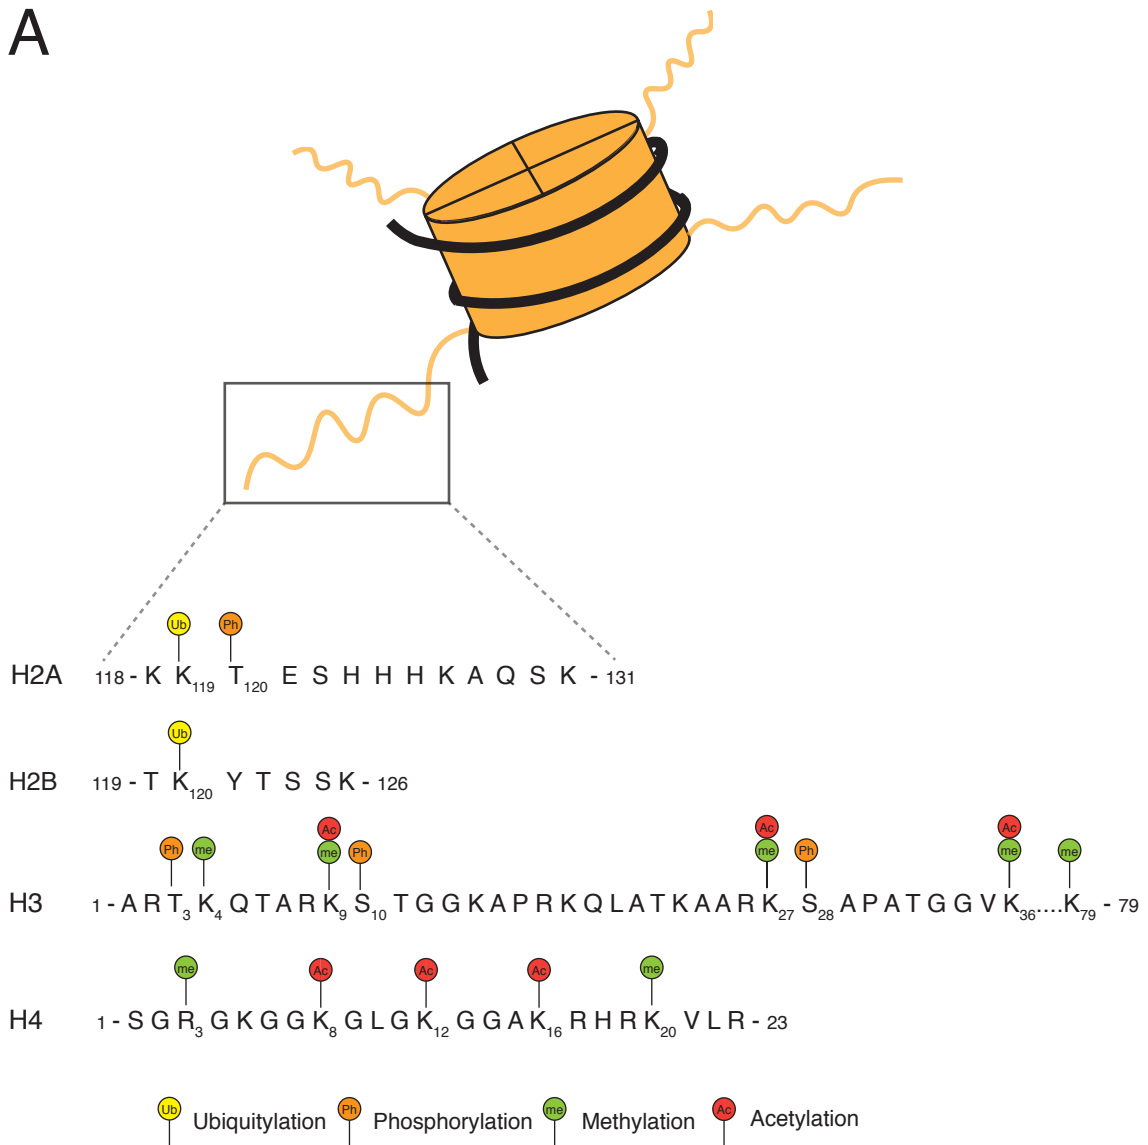 A
Ub Ph
H2A 118 - K K119 T120 E S H H H K A Q S K - 131
Ub
H2B 119 - T K120 Y T S S K - 126
Ac Ac Ac
Ph me me Ph me Ph me me
H3 1 - A R T3 K4 Q T A R K9 S10 T G G K A P R K Q L A T K A A R K27 S28 A P A T G G V K36....K79 - 79
me Ac Ac Ac me
H4 1 - S G R3 G K G G K8 G L G K12 G G A K16 R H R K20 V L R - 23
Ub Ubiquitylation Ph Phosphorylation me Methylation Ac Acetylation